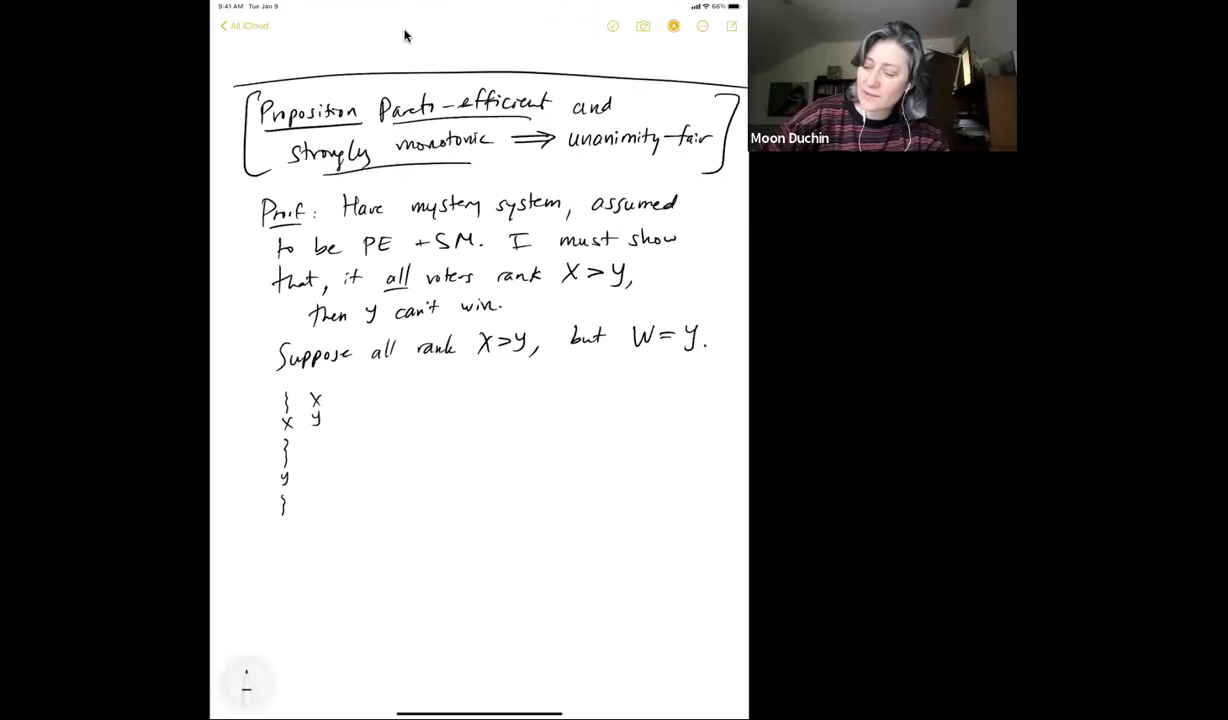 9:41 AM Tue Jan 9
68%
All iCloud
Proposition Pareto-efficient and
strongly monotonic ⟹ unanimity-fair
Proof: Have mystery system, assumed
to be PE + SM. I must show
that, if all voters rank X > Y,
then Y can't win.
Suppose all rank X > Y, but W = Y.
} X
X Y
}
y
}
Moon Duchin